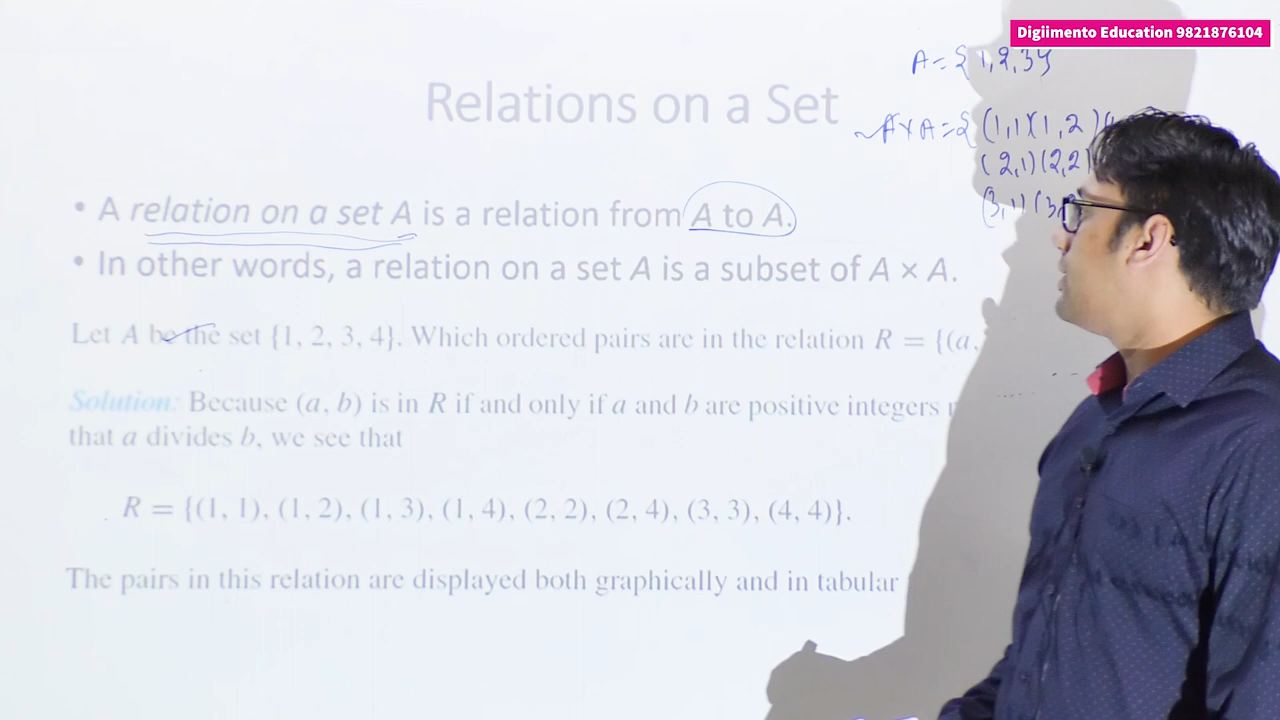 Digiimento Education 9821876104
A = { 1, 2, 3 }
Relations on a Set
A × A = { (1,1)(1,2)(
(2,1)(2,2)
(3,1)(3,
• A relation on a set A is a relation from A to A.
• In other words, a relation on a set A is a subset of A × A.
Let A be the set {1, 2, 3, 4}. Which ordered pairs are in the relation R = {(a,
Solution: Because (a, b) is in R if and only if a and b are positive integers
that a divides b, we see that
R = {(1, 1), (1, 2), (1, 3), (1, 4), (2, 2), (2, 4), (3, 3), (4, 4)}.
The pairs in this relation are displayed both graphically and in tabular